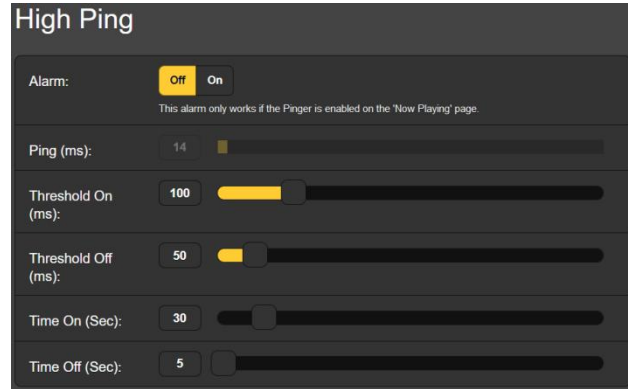 High Ping
Alarm:
Off On
This alarm only works if the Pinger is enabled on the 'Now Playing' page.
Ping (ms):
14
Threshold On
(ms):
100
Threshold Off
(ms):
50
Time On (Sec):
30
Time Off (Sec):
5